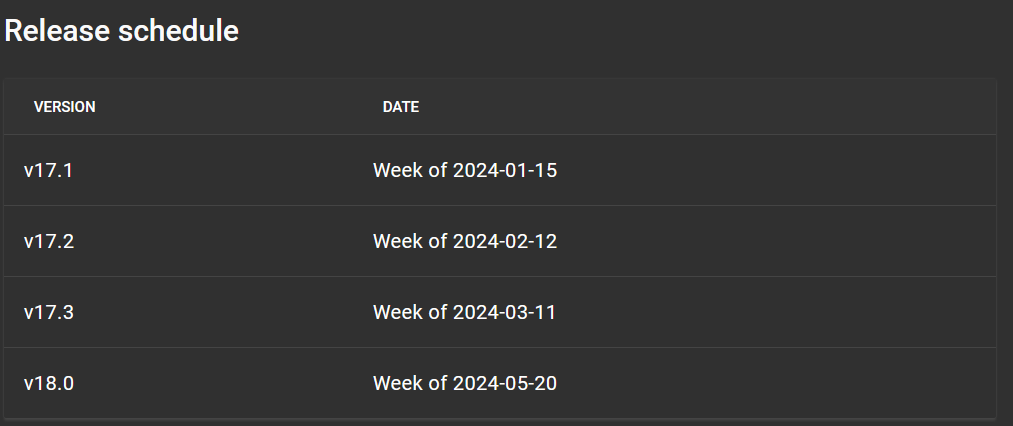 Release schedule
VERSION DATE
v17.1 Week of 2024-01-15
v17.2 Week of 2024-02-12
v17.3 Week of 2024-03-11
v18.0 Week of 2024-05-20